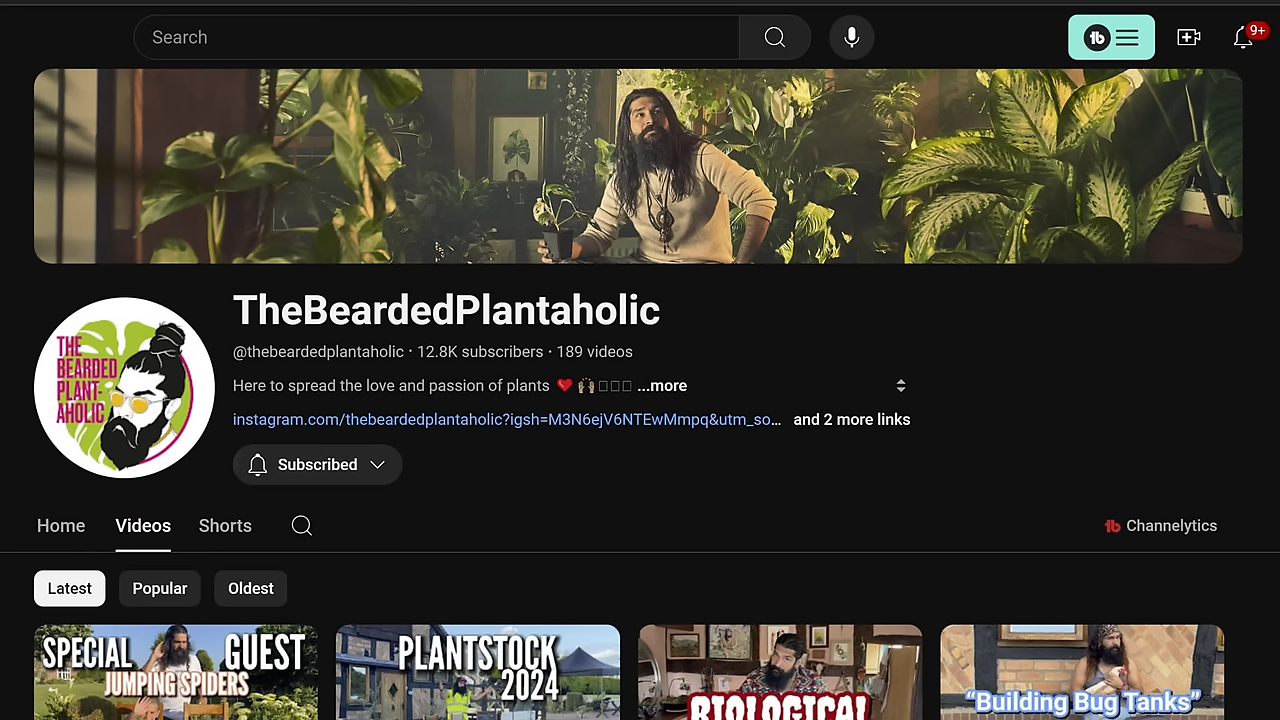 Search
9+
TheBeardedPlantaholic
@thebeardedplantaholic · 12.8K subscribers · 189 videos
Here to spread the love and passion of plants ❤️🙌🏽 ...more
instagram.com/thebeardedplantaholic?igsh=M3N6ejV6NTEwMmpq&utm_so... and 2 more links
THE
BEARDED
PLANT-
AHOLIC
Subscribed
Home Videos Shorts
Channelytics
Latest Popular Oldest
SPECIAL GUEST
JUMPING SPIDERS
PLANTSTOCK
2024
BIOLOGICAL
“Building Bug Tanks”